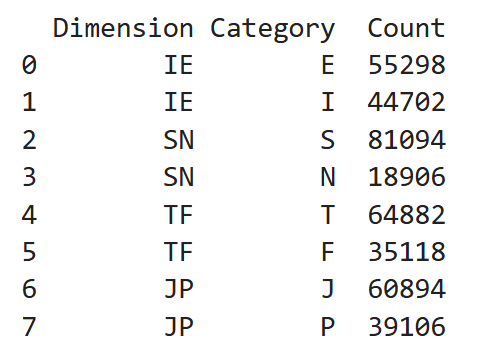 Dimension Category Count
0 IE E 55298
1 IE I 44702
2 SN S 81094
3 SN N 18906
4 TF T 64882
5 TF F 35118
6 JP J 60894
7 JP P 39106